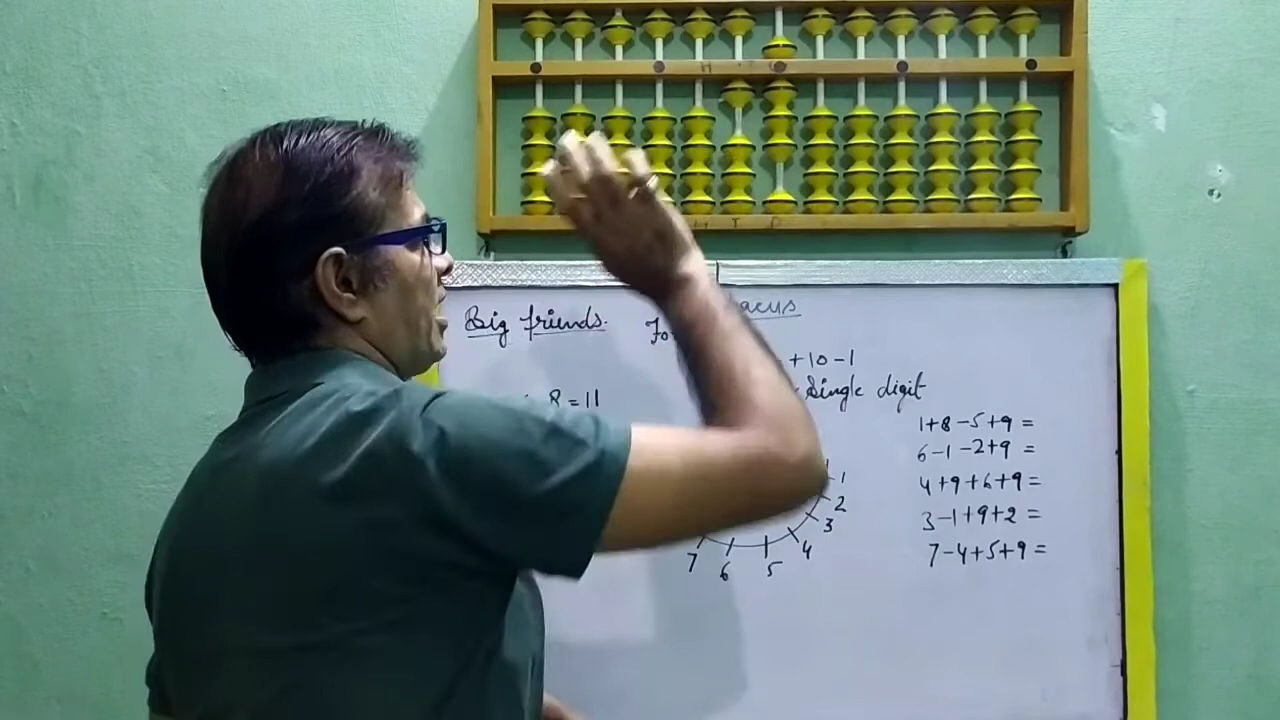 H T O
T O
Big friends. Fo acus
+10-1
8=11 Single digit
1+8-5+9=
6-1-2+9=
4+9+6+9=
3-1+9+2=
7-4+5+9=
1
2
3
7 6 5 4